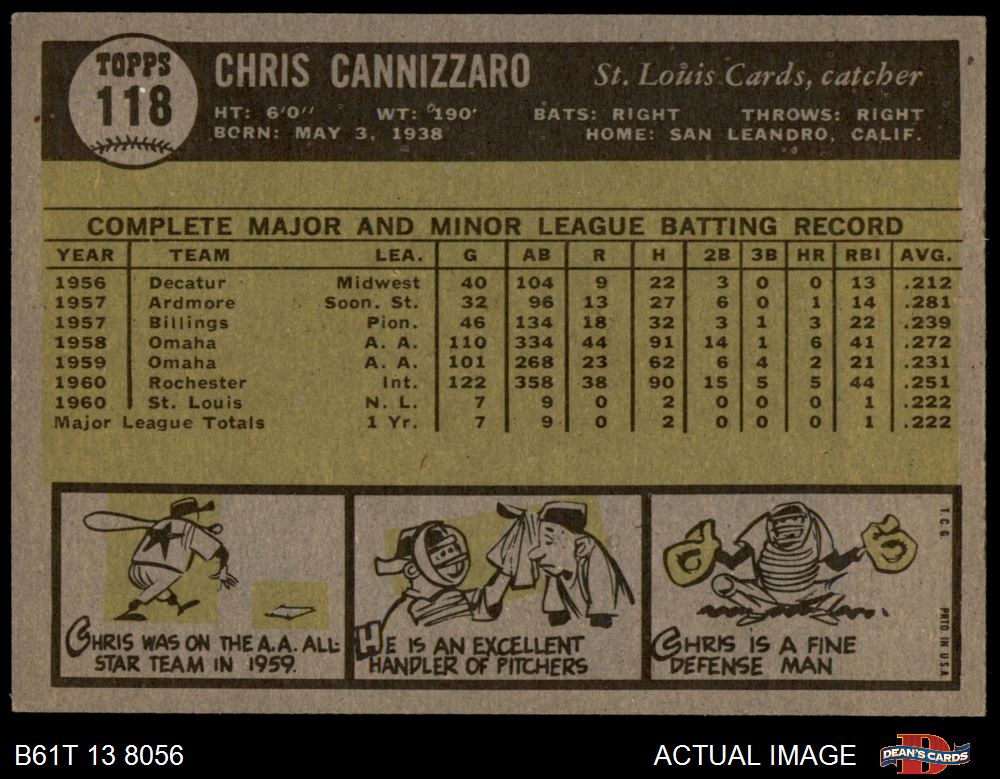 TOPPS
118
CHRIS CANNIZZARO St. Louis Cards, catcher
HT: 6'0" WT: 190 BATS: RIGHT THROWS: RIGHT
BORN: MAY 3, 1938 HOME: SAN LEANDRO, CALIF.
COMPLETE MAJOR AND MINOR LEAGUE BATTING RECORD
YEAR TEAM LEA. G AB R H 2B 3B HR RBI AVG.
1956 Decatur Midwest 40 104 9 22 3 0 0 13 .212
1957 Ardmore Soon. St. 32 96 13 27 6 0 1 14 .281
1957 Billings Pion. 46 134 18 32 3 1 3 22 .239
1958 Omaha A. A. 110 334 44 91 14 1 6 41 .272
1959 Omaha A. A. 101 268 23 62 6 4 2 21 .231
1960 Rochester Int. 122 358 38 90 15 5 5 44 .251
1960 St. Louis N. L. 7 9 0 2 0 0 0 1 .222
Major League Totals 1 Yr. 7 9 0 2 0 0 0 1 .222
CHRIS WAS ON THE A.A. ALL-
STAR TEAM IN 1959.
HE IS AN EXCELLENT
HANDLER OF PITCHERS
CHRIS IS A FINE
DEFENSE MAN
T.C.G. PRTD. IN U.S.A.
B61T 13 8056
ACTUAL IMAGE
DEAN'S CARDS